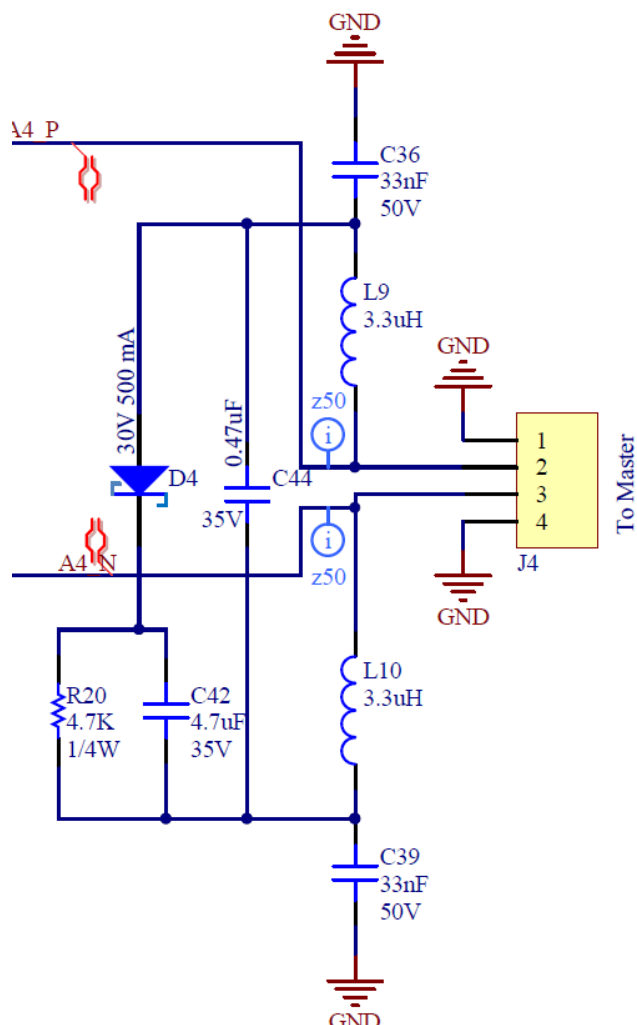 GND
A4_P
C36
33nF
50V
L9
3.3uH
GND
30V 500 mA
0.47uF
z50
i
1
2
3
4
To Master
D4
C44
35V
i
z50
J4
A4_N
GND
R20
4.7K
1/4W
C42
4.7uF
35V
L10
3.3uH
C39
33nF
50V
GND